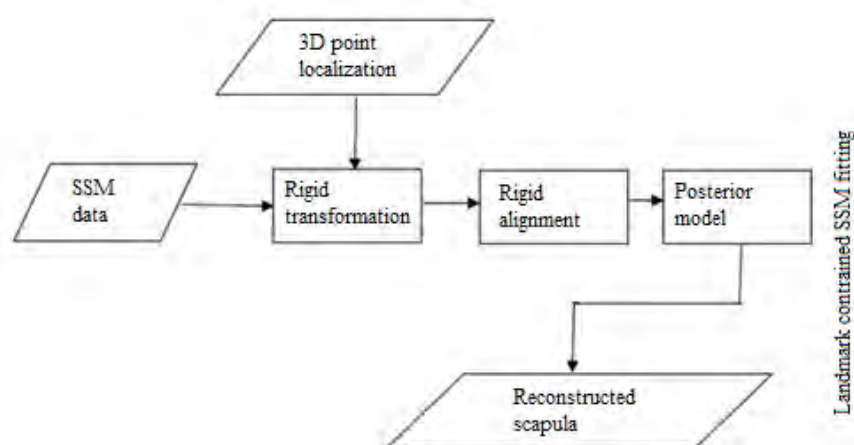 3D point
localization
SSM
data
Rigid
transformation
Rigid
alignment
Posterior
model
Reconstructed
scapula
Landmark contrained SSM fitting